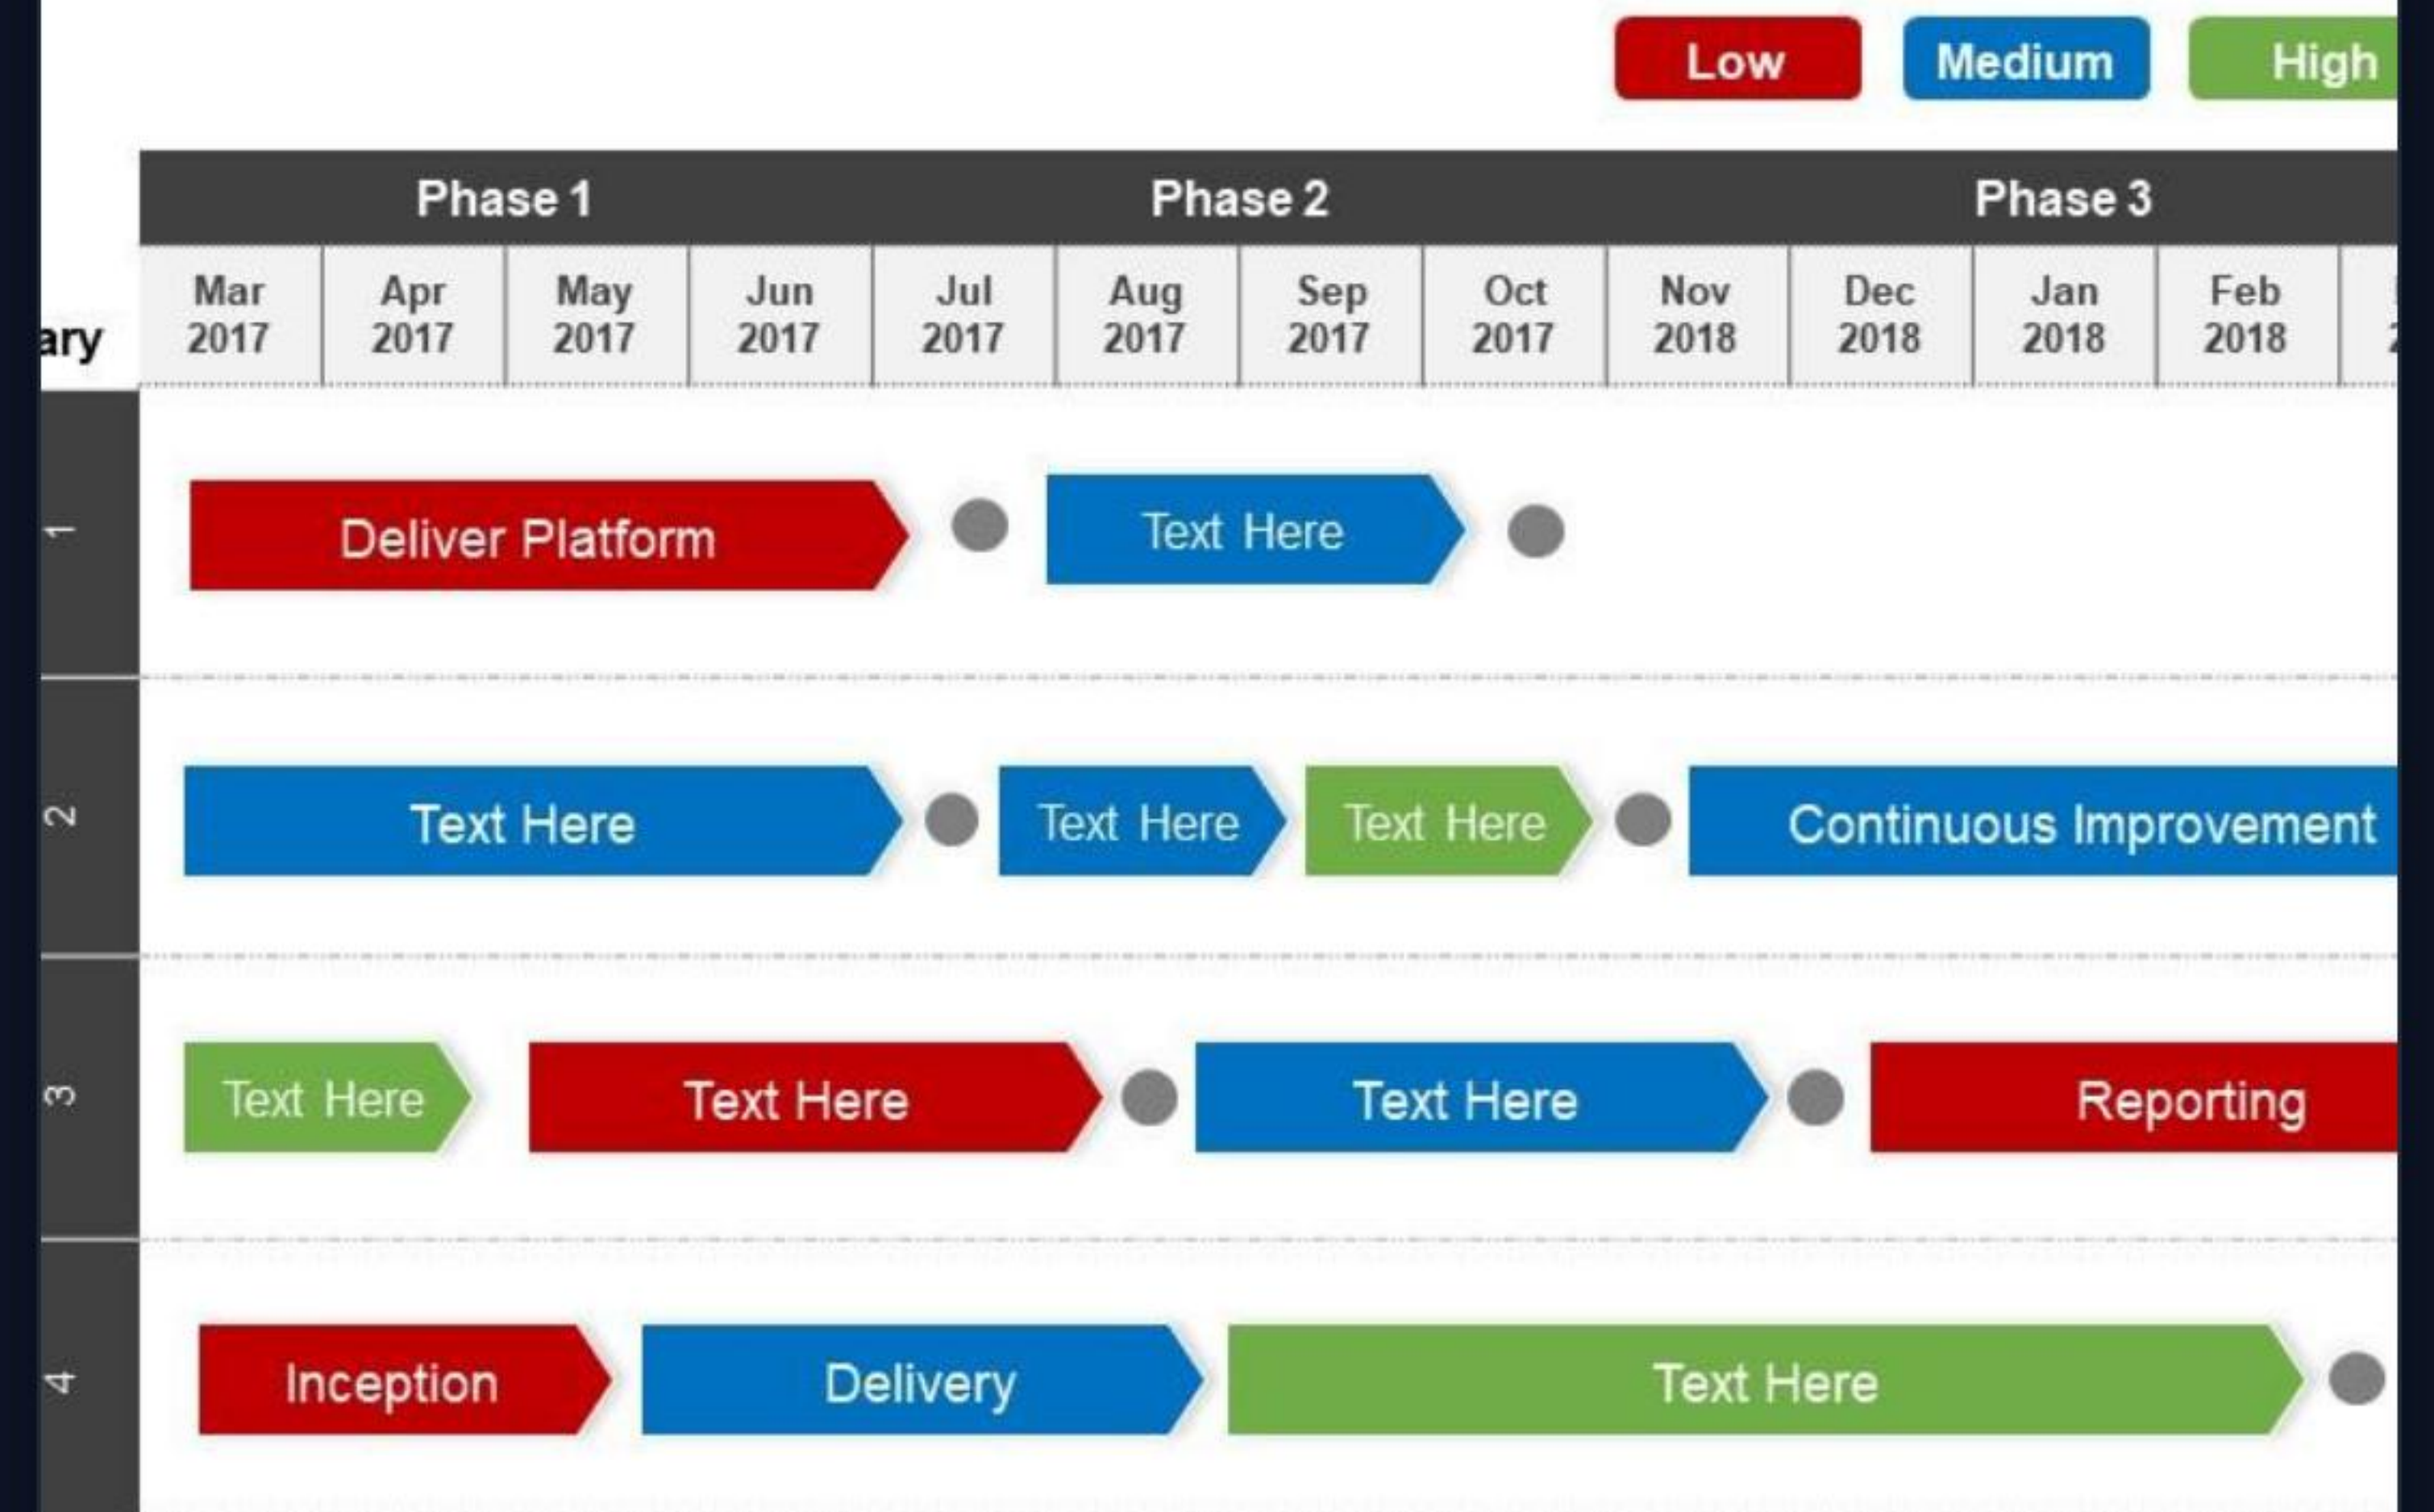 Low Medium High
Phase 1 Phase 2 Phase 3
Mar Apr May Jun Jul Aug Sep Oct Nov Dec Jan Feb
ary 2017 2017 2017 2017 2017 2017 2017 2017 2018 2018 2018 2018
1 Deliver Platform Text Here
2 Text Here Text Here Text Here Continuous Improvement
3 Text Here Text Here Text Here Reporting
4 Inception Delivery Text Here